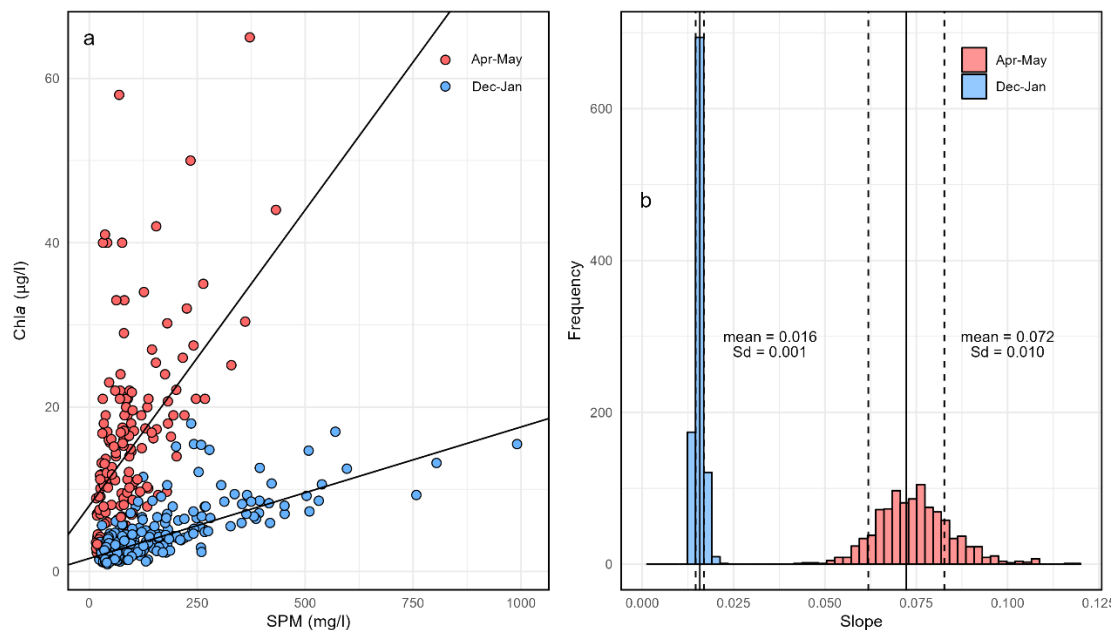 a
Apr-May
Dec-Jan
60
40
20
0
Chla (µg/l)
0
250
500
750
1000
SPM (mg/l)
Apr-May
Dec-Jan
b
mean = 0.016
Sd = 0.001
mean = 0.072
Sd = 0.010
600
400
200
0
Frequency
0.000
0.025
0.050
0.075
0.100
0.125
Slope